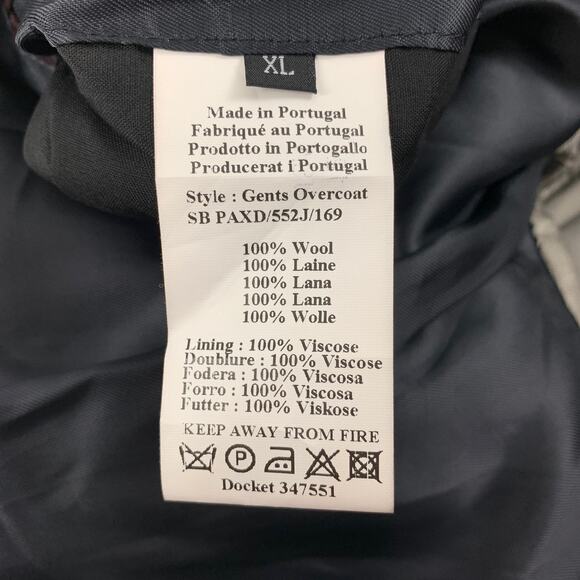 XL
Made in Portugal
Fabriqué au Portugal
Prodotto in Portogallo
Producerat i Portugal
Style : Gents Overcoat
SB PAXD/552J/169
100% Wool
100% Laine
100% Lana
100% Lana
100% Wolle
Lining : 100% Viscose
Doublure : 100% Viscose
Fodera : 100% Viscosa
Forro : 100% Viscosa
Futter : 100% Viskose
KEEP AWAY FROM FIRE
P
Docket 347551